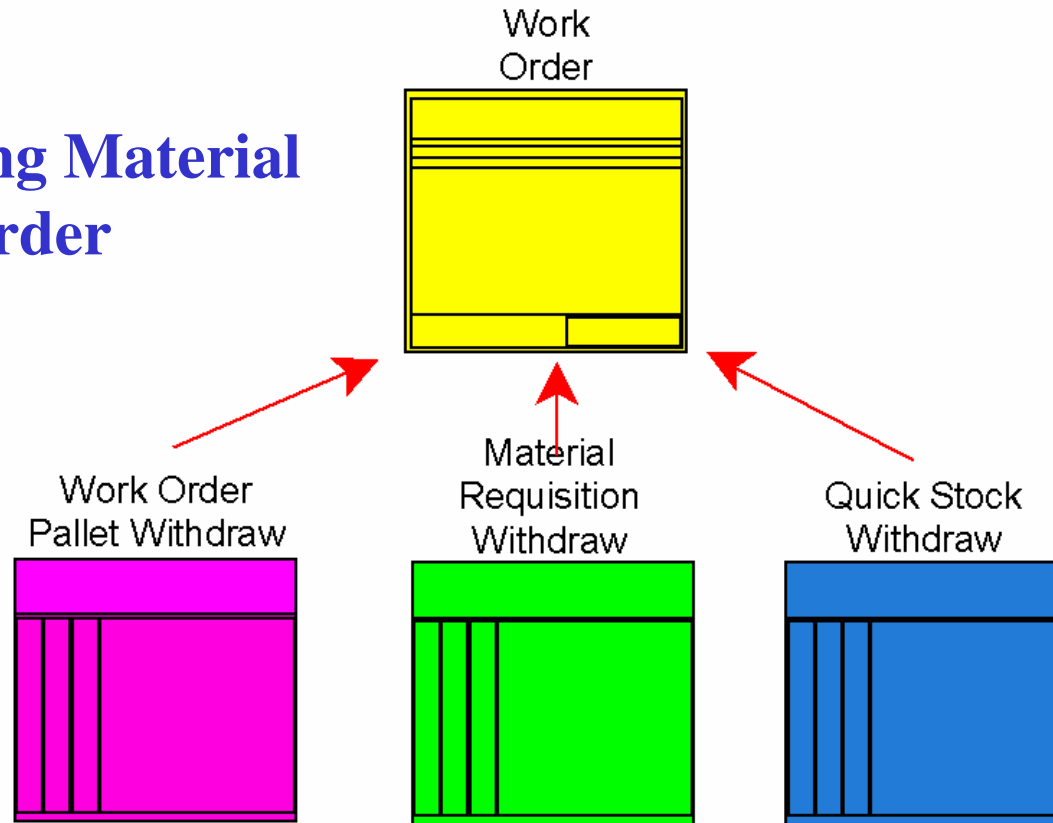 Work
Order
ng Material
rder
Work Order
Pallet Withdraw
Material
Requisition
Withdraw
Quick Stock
Withdraw